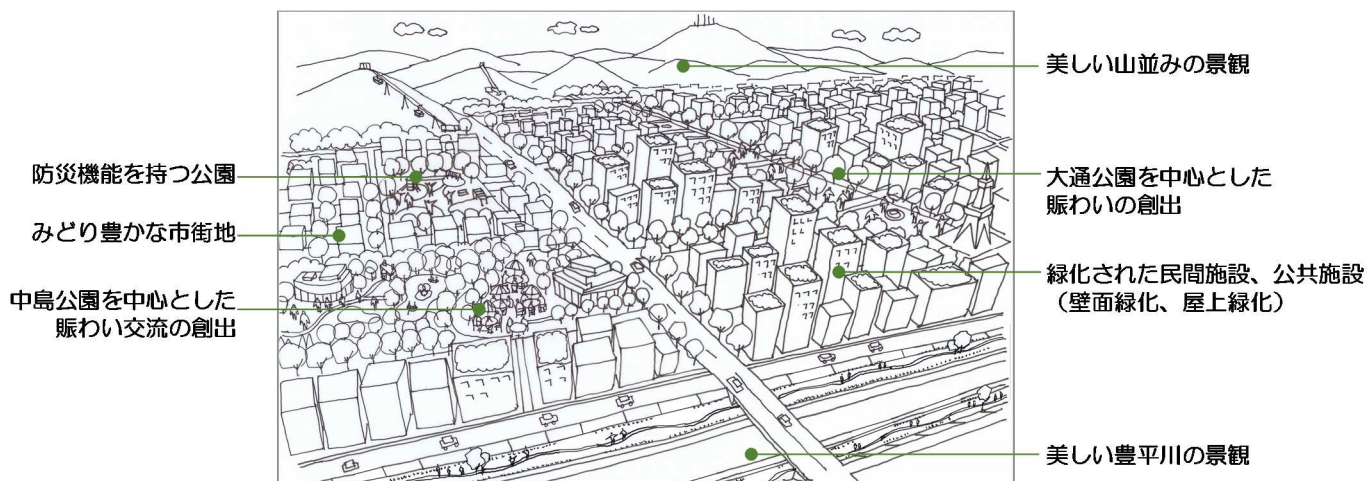 防災機能を持つ公園
みどり豊かな市街地
中島公園を中心とした
賑わい交流の創出
美しい山並みの景観
大通公園を中心とした
賑わいの創出
緑化された民間施設、公共施設
（壁面緑化、屋上緑化）
美しい豊平川の景観